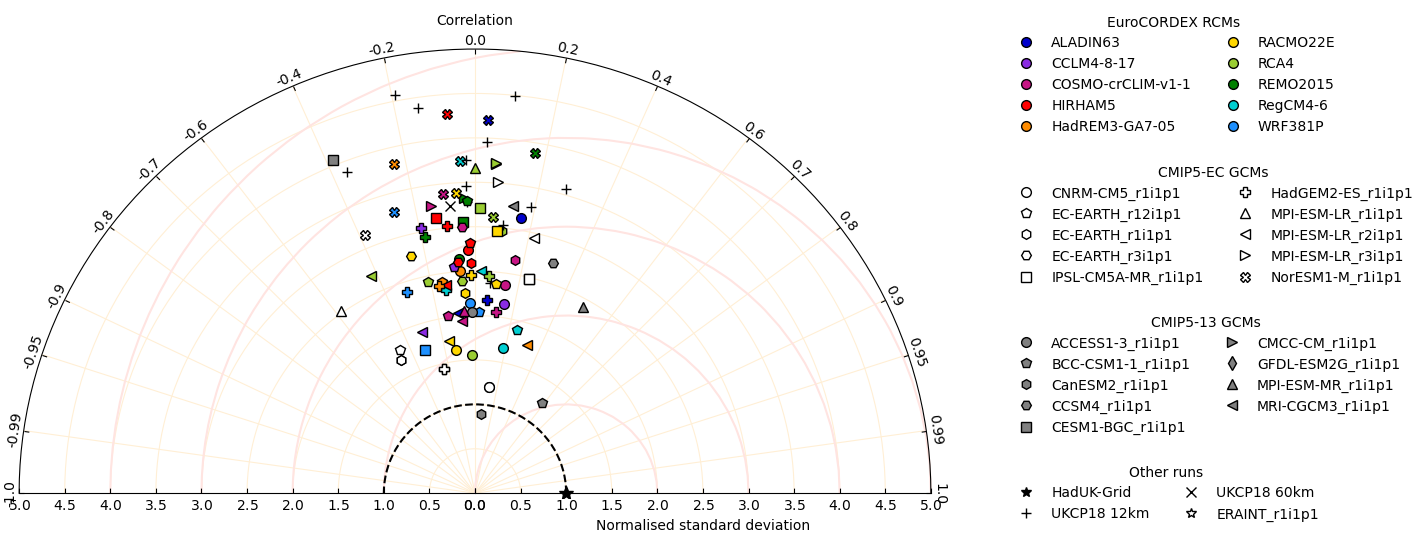 Correlation
0.0
-0.2 0.2
-0.4 0.4
-0.6 0.6
-0.7 0.7
-0.8 0.8
-0.9 0.9
-0.95 0.95
-0.99 0.99
-1.0 1.0
5.0 4.5 4.0 3.5 3.0 2.5 2.0 1.5 1.0 0.5 0.0 0.5 1.0 1.5 2.0 2.5 3.0 3.5 4.0 4.5 5.0
Normalised standard deviation
EuroCORDEX RCMs
ALADIN63 RACMO22E
CCLM4-8-17 RCA4
COSMO-crCLIM-v1-1 REMO2015
HIRHAM5 RegCM4-6
HadREM3-GA7-05 WRF381P
CMIP5-EC GCMs
CNRM-CM5_r1i1p1 HadGEM2-ES_r1i1p1
EC-EARTH_r12i1p1 MPI-ESM-LR_r1i1p1
EC-EARTH_r1i1p1 MPI-ESM-LR_r2i1p1
EC-EARTH_r3i1p1 MPI-ESM-LR_r3i1p1
IPSL-CM5A-MR_r1i1p1 NorESM1-M_r1i1p1
CMIP5-13 GCMs
ACCESS1-3_r1i1p1 CMCC-CM_r1i1p1
BCC-CSM1-1_r1i1p1 GFDL-ESM2G_r1i1p1
CanESM2_r1i1p1 MPI-ESM-MR_r1i1p1
CCSM4_r1i1p1 MRI-CGCM3_r1i1p1
CESM1-BGC_r1i1p1
Other runs
HadUK-Grid UKCP18 60km
UKCP18 12km ERAINT_r1i1p1